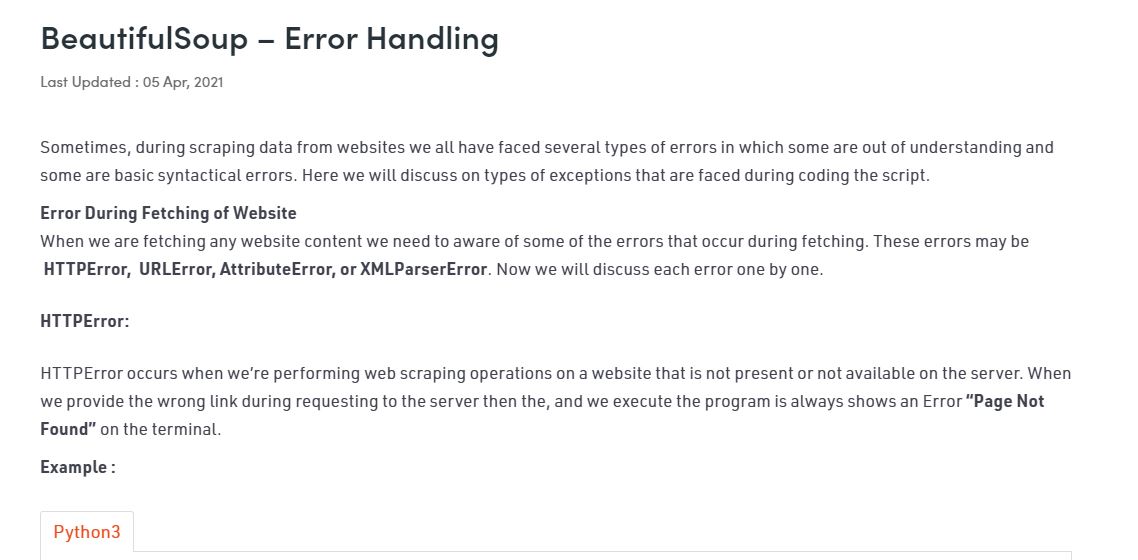 BeautifulSoup – Error Handling
Last Updated : 05 Apr, 2021
Sometimes, during scraping data from websites we all have faced several types of errors in which some are out of understanding and
some are basic syntactical errors. Here we will discuss on types of exceptions that are faced during coding the script.
Error During Fetching of Website
When we are fetching any website content we need to aware of some of the errors that occur during fetching. These errors may be
HTTPError, URLError, AttributeError, or XMLParserError. Now we will discuss each error one by one.
HTTPError:
HTTPError occurs when we’re performing web scraping operations on a website that is not present or not available on the server. When
we provide the wrong link during requesting to the server then the, and we execute the program is always shows an Error “Page Not
Found” on the terminal.
Example :
Python3